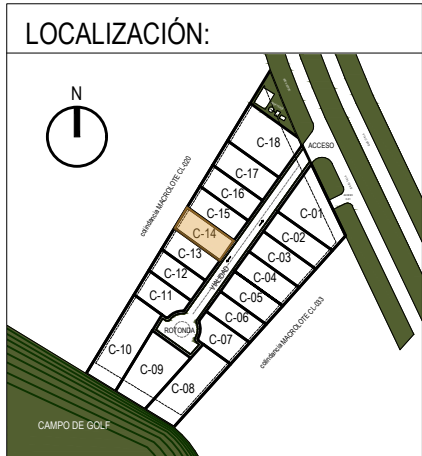 LOCALIZACIÓN:
N
ACCESO
colindancia MACROLOTE CL-020
C-18
C-17
C-16
C-15
C-14
C-13
C-12
C-11
C-10
C-09
C-08
C-07
C-06
C-05
C-04
C-03
C-02
C-01
VIALIDAD
ROTONDA
colindancia MACROLOTE CL-033
CAMPO DE GOLF